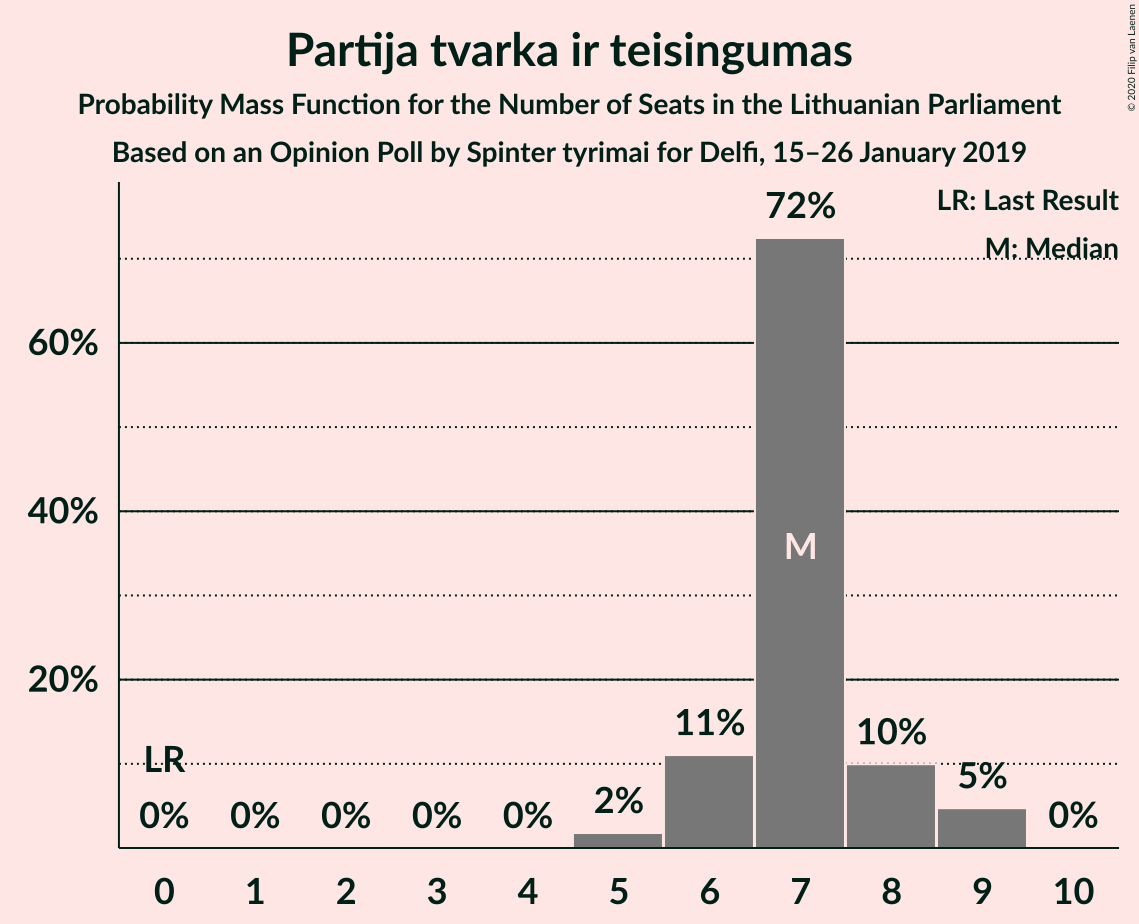 Partija tvarka ir teisingumas
Probability Mass Function for the Number of Seats in the Lithuanian Parliament
Based on an Opinion Poll by Spinter tyrimai for Delfi, 15–26 January 2019
© 2020 Filip van Laenen
LR: Last Result
M: Median
72%
60%
40%
M
20%
11%
10%
LR
5%
2%
0% 0% 0% 0% 0% 0%
0 1 2 3 4 5 6 7 8 9 10